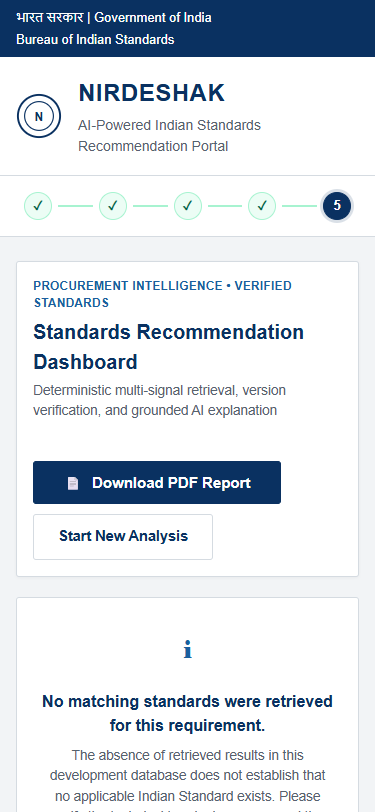 भारत सरकार | Government of India
Bureau of Indian Standards
N
NIRDESHAK
AI-Powered Indian Standards
Recommendation Portal
✓ ✓ ✓ ✓ 5
PROCUREMENT INTELLIGENCE • VERIFIED
STANDARDS
Standards Recommendation
Dashboard
Deterministic multi-signal retrieval, version
verification, and grounded AI explanation
Download PDF Report
Start New Analysis
ℹ
No matching standards were retrieved
for this requirement.
The absence of retrieved results in this
development database does not establish that
no applicable Indian Standard exists. Please